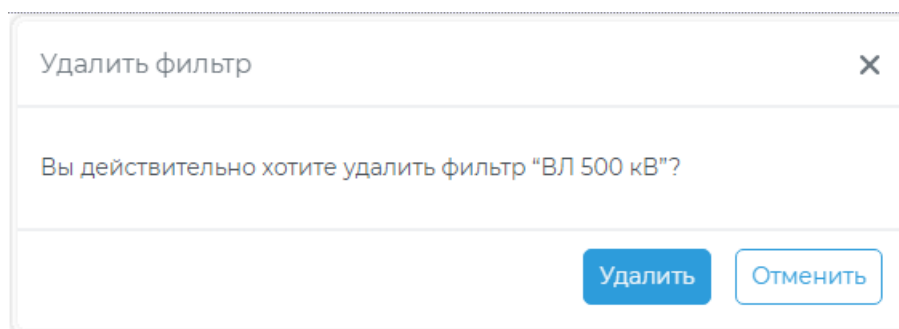 Удалить фильтр
Вы действительно хотите удалить фильтр “ВЛ 500 кВ”?
Удалить Отменить